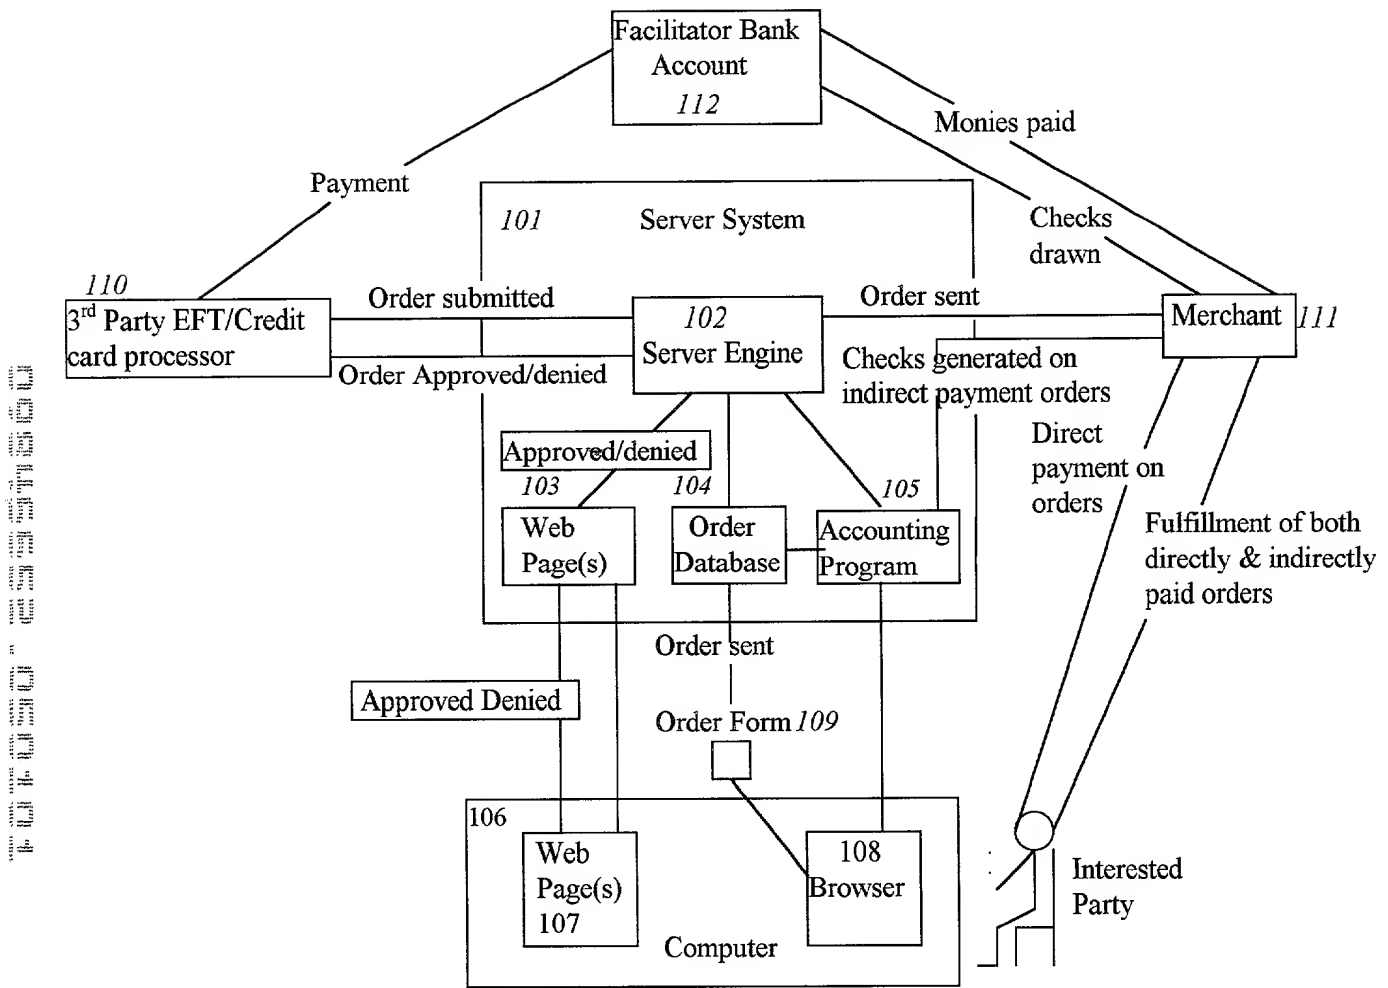 Facilitator Bank
Account
112
Monies paid
Payment
Checks
drawn
101
Server System
110
3rd Party EFT/Credit
card processor
Order submitted
Order Approved/denied
102
Server Engine
Order sent
Merchant
111
Checks generated on
indirect payment orders
Direct
payment on
orders
Fulfillment of both
directly & indirectly
paid orders
Approved/denied
103
104
105
Web
Page(s)
Order
Database
Accounting
Program
Order sent
Approved Denied
Order Form 109
106
Web
Page(s)
107
108
Browser
Computer
Interested
Party